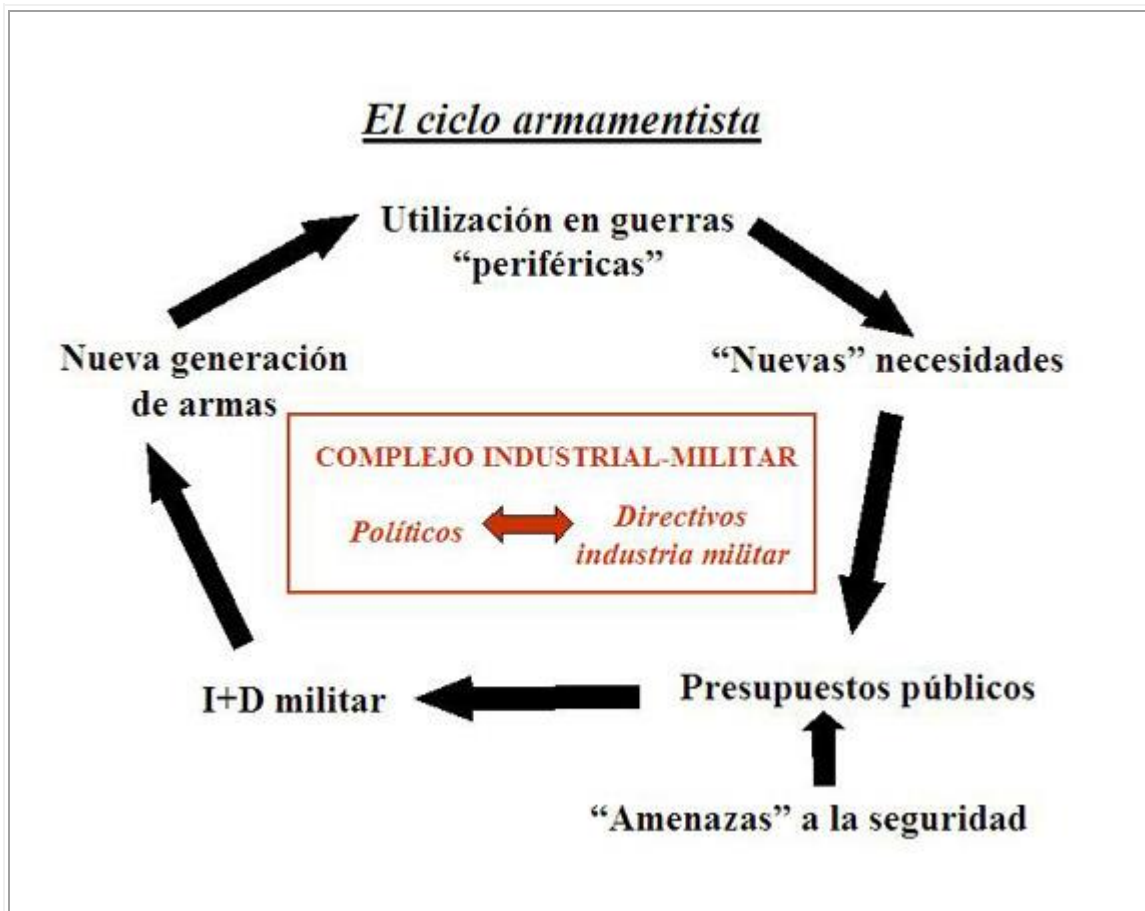 El ciclo armamentista
Utilización en guerras
“periféricas”
“Nuevas” necesidades
Nueva generación
de armas
COMPLEJO INDUSTRIAL-MILITAR
Políticos
Directivos
industria militar
I+D militar
Presupuestos públicos
“Amenazas” a la seguridad